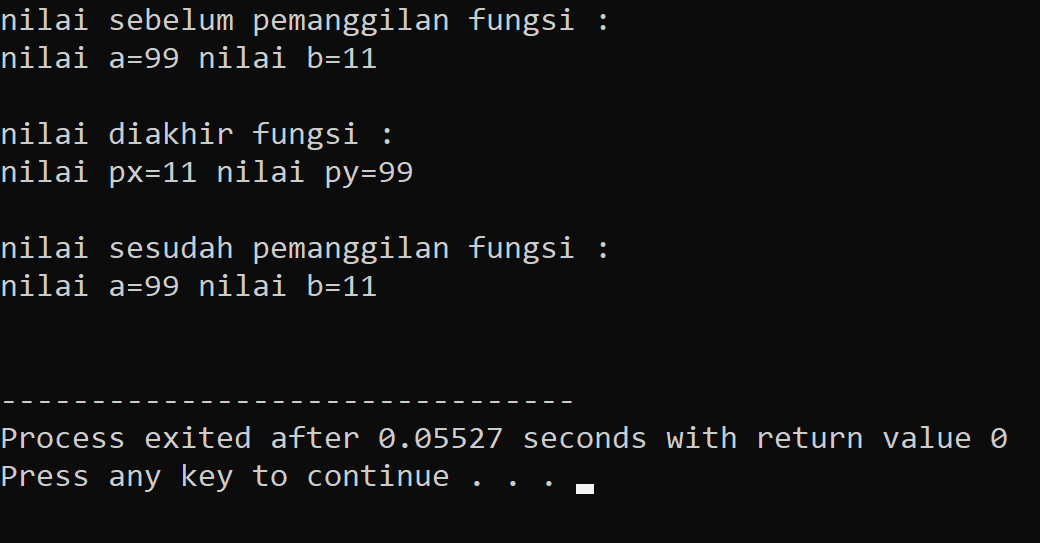 nilai sebelum pemanggilan fungsi :
nilai a=99 nilai b=11
nilai diakhir fungsi :
nilai px=11 nilai py=99
nilai sesudah pemanggilan fungsi :
nilai a=99 nilai b=11
--------------------------------
Process exited after 0.05527 seconds with return value 0
Press any key to continue . . .